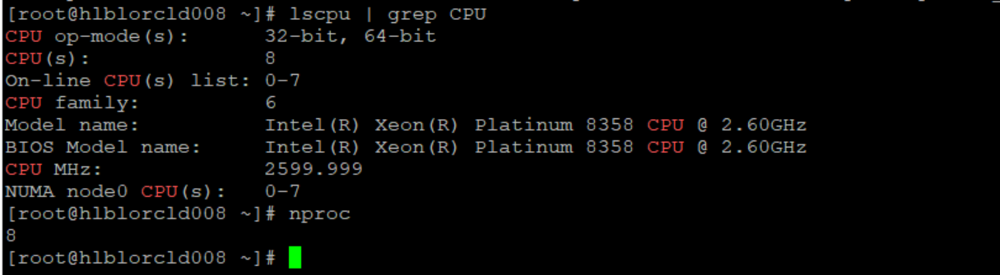 [root@hlblorcld008 ~]# lscpu | grep CPU
CPU op-mode(s): 32-bit, 64-bit
CPU(s): 8
On-line CPU(s) list: 0-7
CPU family: 6
Model name: Intel(R) Xeon(R) Platinum 8358 CPU @ 2.60GHz
BIOS Model name: Intel(R) Xeon(R) Platinum 8358 CPU @ 2.60GHz
CPU MHz: 2599.999
NUMA node0 CPU(s): 0-7
[root@hlblorcld008 ~]# nproc
8
[root@hlblorcld008 ~]#